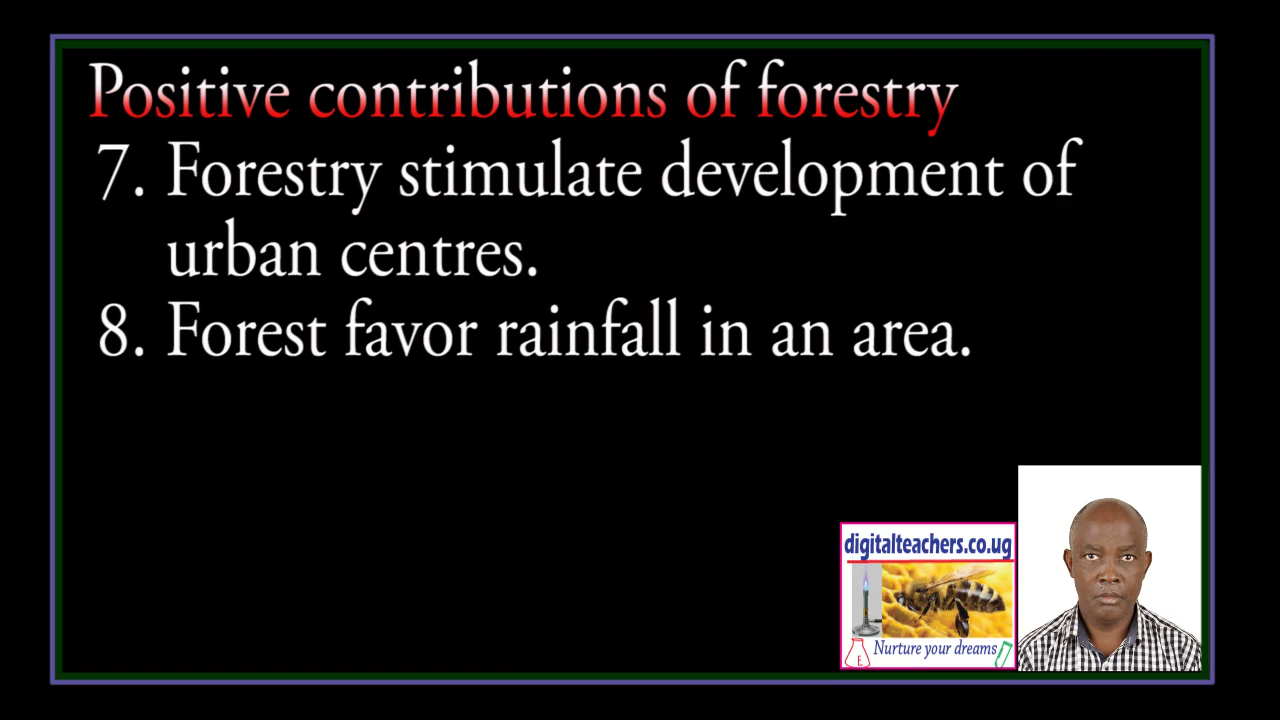 Positive contributions of forestry
7. Forestry stimulate development of
urban centres.
8. Forest favor rainfall in an area.
digitalteachers.co.ug
E
Nurture your dreams